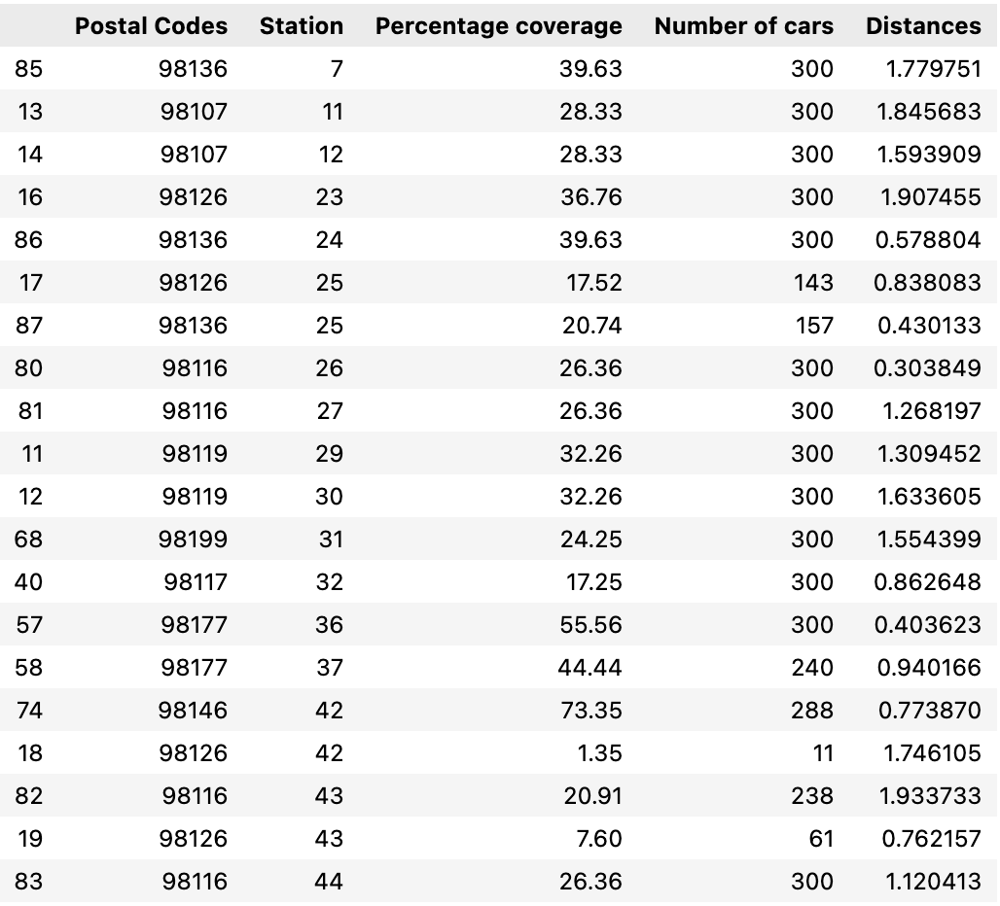 Postal Codes Station Percentage coverage Number of cars Distances
85 98136 7 39.63 300 1.779751
13 98107 11 28.33 300 1.845683
14 98107 12 28.33 300 1.593909
16 98126 23 36.76 300 1.907455
86 98136 24 39.63 300 0.578804
17 98126 25 17.52 143 0.838083
87 98136 25 20.74 157 0.430133
80 98116 26 26.36 300 0.303849
81 98116 27 26.36 300 1.268197
11 98119 29 32.26 300 1.309452
12 98119 30 32.26 300 1.633605
68 98199 31 24.25 300 1.554399
40 98117 32 17.25 300 0.862648
57 98177 36 55.56 300 0.403623
58 98177 37 44.44 240 0.940166
74 98146 42 73.35 288 0.773870
18 98126 42 1.35 11 1.746105
82 98116 43 20.91 238 1.933733
19 98126 43 7.60 61 0.762157
83 98116 44 26.36 300 1.120413